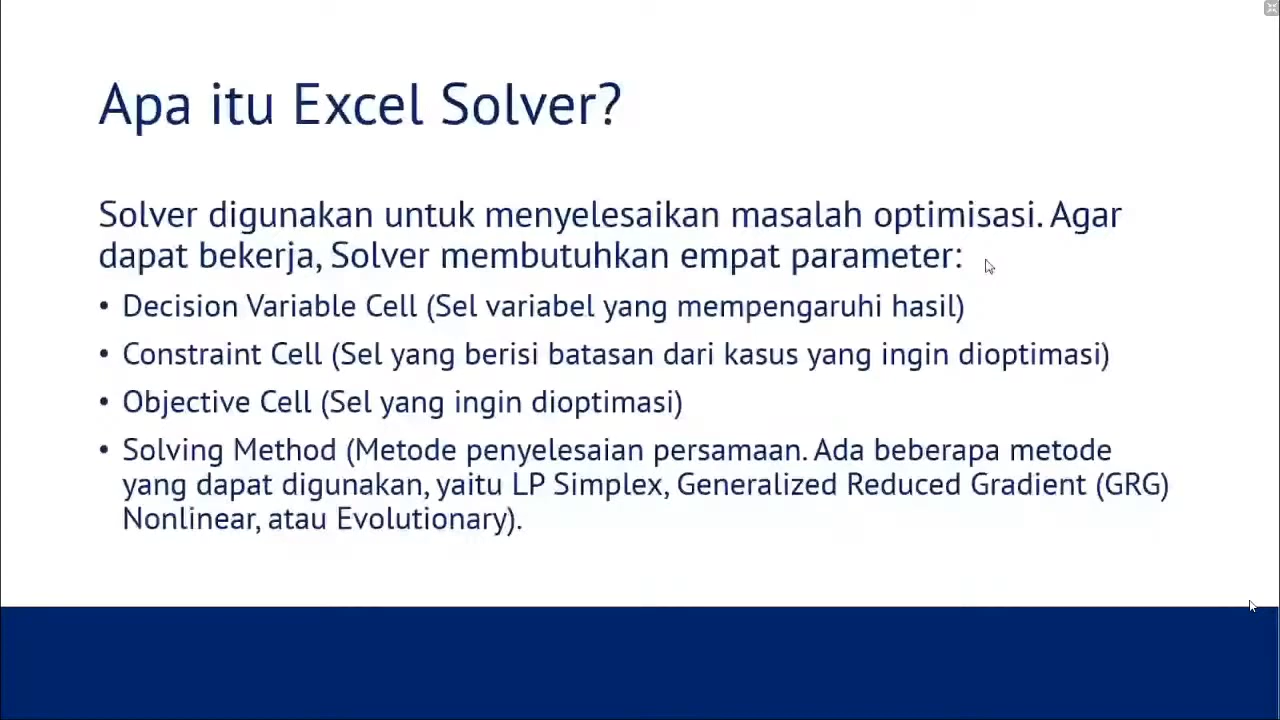 Apa itu Excel Solver?
Solver digunakan untuk menyelesaikan masalah optimisasi. Agar
dapat bekerja, Solver membutuhkan empat parameter:
• Decision Variable Cell (Sel variabel yang mempengaruhi hasil)
• Constraint Cell (Sel yang berisi batasan dari kasus yang ingin dioptimasi)
• Objective Cell (Sel yang ingin dioptimasi)
• Solving Method (Metode penyelesaian persamaan. Ada beberapa metode
yang dapat digunakan, yaitu LP Simplex, Generalized Reduced Gradient (GRG)
Nonlinear, atau Evolutionary).